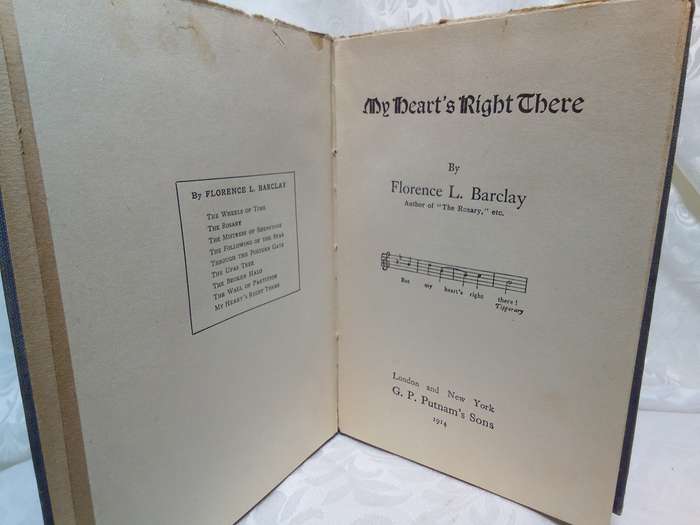 By FLORENCE L. BARCLAY
THE WHEELS OF TIME
THE ROSARY
THE MISTRESS OF SHENSTONE
THE FOLLOWING OF THE STAR
THROUGH THE POSTERN GATE
THE UPAS TREE
THE BROKEN HALO
THE WALL OF PARTITION
MY HEART'S RIGHT THERE
My Heart's Right There
By
Florence L. Barclay
Author of "The Rosary," etc.
But my heart's right there!
Tipperary
London and New York
G. P. Putnam's Sons
1914